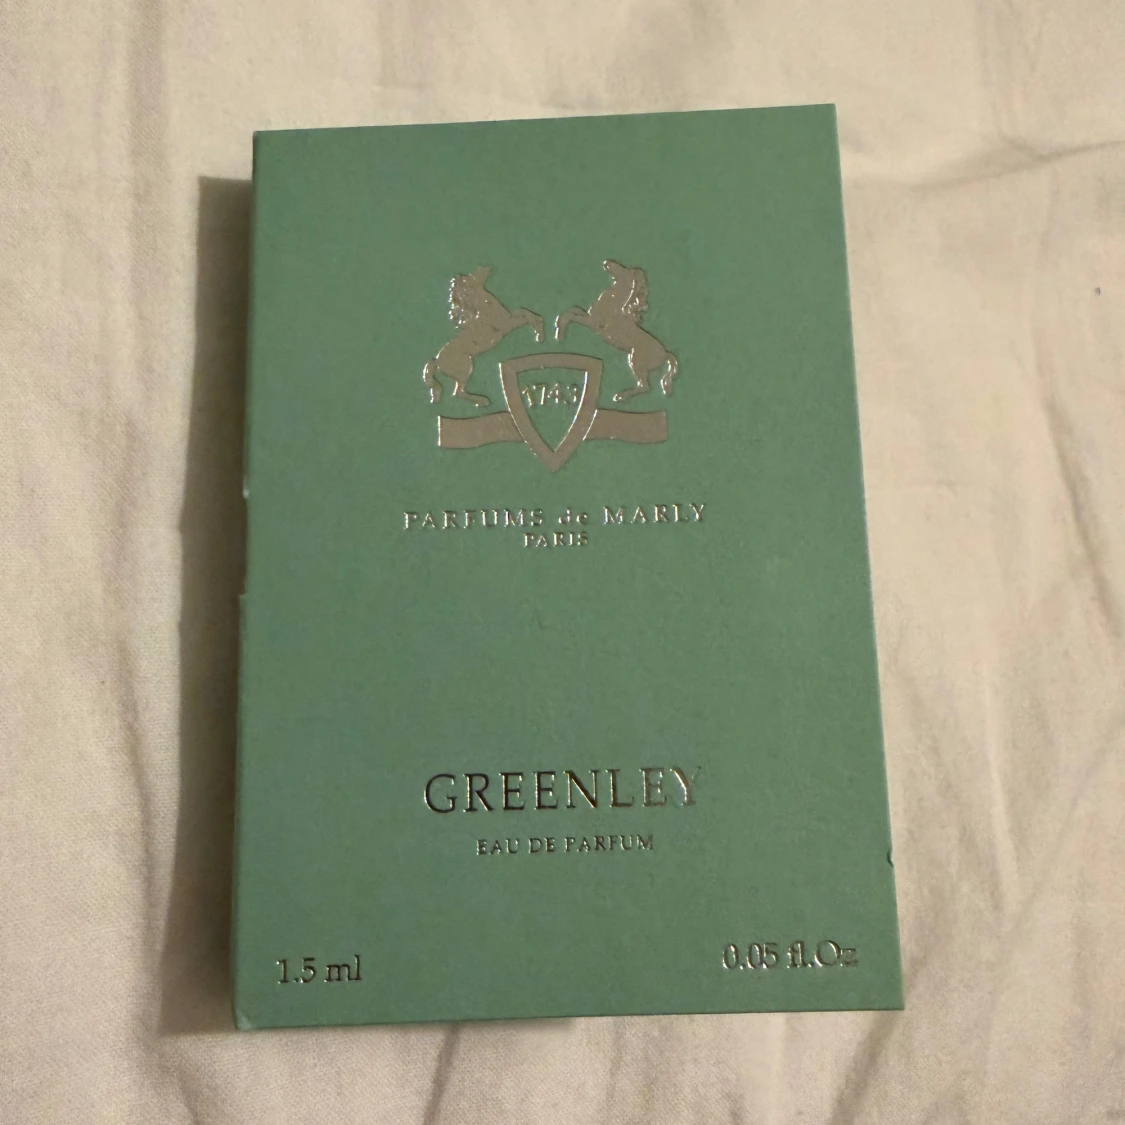 1743
PARFUMS de MARLY
PARIS
GREENLEY
EAU DE PARFUM
1.5 ml
0.05 fl.Oz